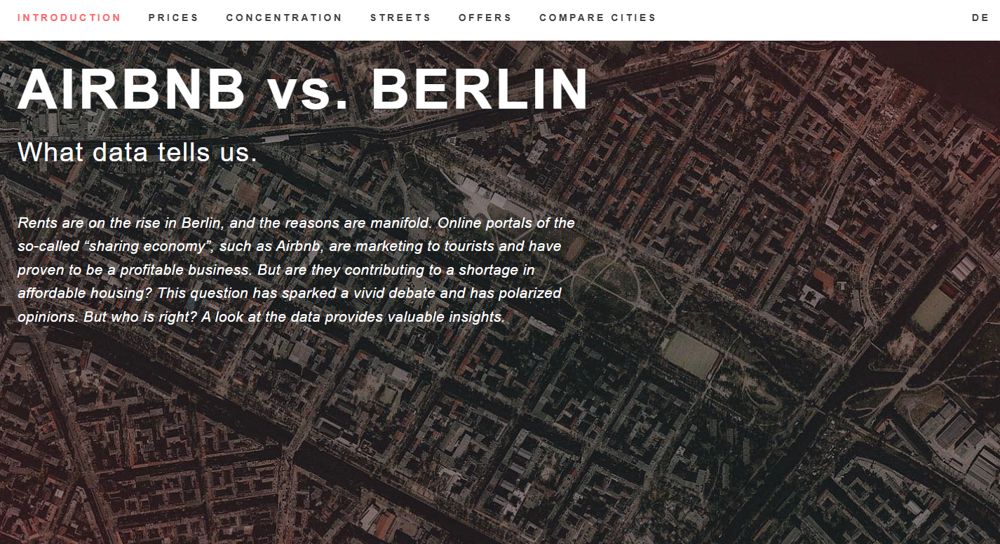 INTRODUCTION PRICES CONCENTRATION STREETS OFFERS COMPARE CITIES DE
AIRBNB vs. BERLIN
What data tells us.
Rents are on the rise in Berlin, and the reasons are manifold. Online portals of the
so-called “sharing economy”, such as Airbnb, are marketing to tourists and have
proven to be a profitable business. But are they contributing to a shortage in
affordable housing? This question has sparked a vivid debate and has polarized
opinions. But who is right? A look at the data provides valuable insights.